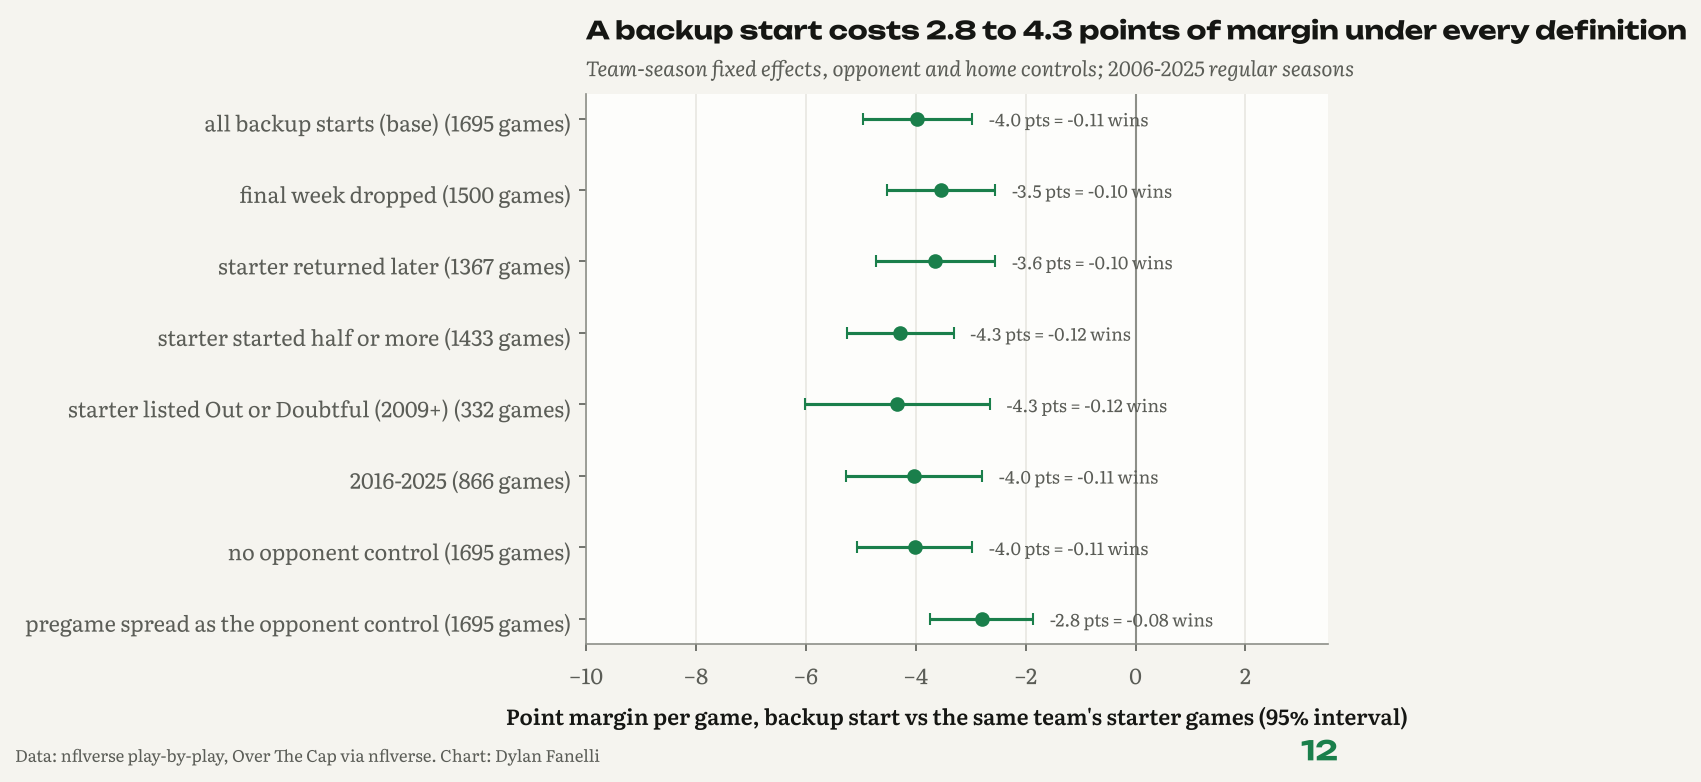 A backup start costs 2.8 to 4.3 points of margin under every definition
Team-season fixed effects, opponent and home controls; 2006-2025 regular seasons
all backup starts (base) (1695 games)
-4.0 pts = -0.11 wins
final week dropped (1500 games)
-3.5 pts = -0.10 wins
starter returned later (1367 games)
-3.6 pts = -0.10 wins
starter started half or more (1433 games)
-4.3 pts = -0.12 wins
starter listed Out or Doubtful (2009+) (332 games)
-4.3 pts = -0.12 wins
2016-2025 (866 games)
-4.0 pts = -0.11 wins
no opponent control (1695 games)
-4.0 pts = -0.11 wins
pregame spread as the opponent control (1695 games)
-2.8 pts = -0.08 wins
−10 −8 −6 −4 −2 0 2
Point margin per game, backup start vs the same team's starter games (95% interval)
12
Data: nflverse play-by-play, Over The Cap via nflverse. Chart: Dylan Fanelli